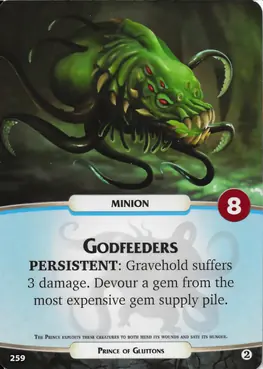 MINION
8
GODFEEDERS
PERSISTENT: Gravehold suffers
3 damage. Devour a gem from the
most expensive gem supply pile.
THE PRINCE EXPLOITS THESE CREATURES TO BOTH MEND ITS WOUNDS AND SATE ITS HUNGER.
259
PRINCE OF GLUTTONS
2